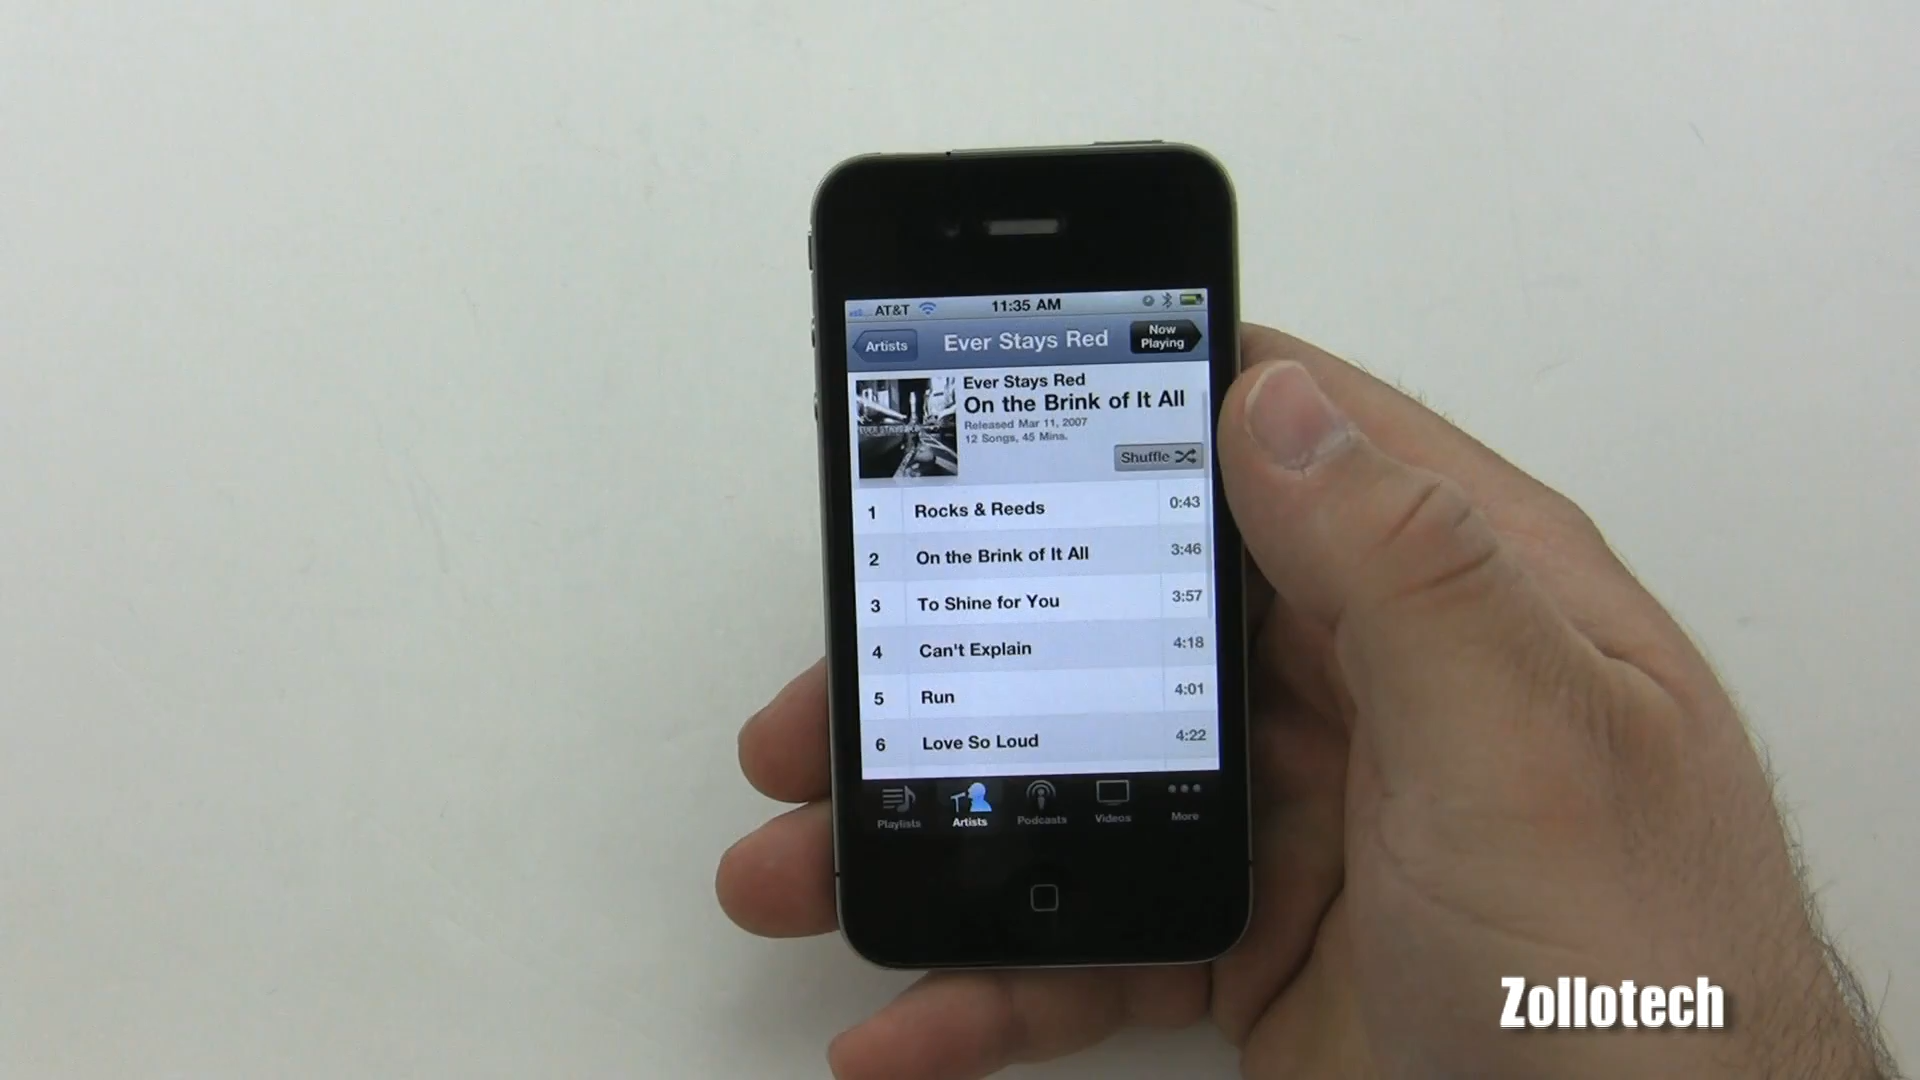 AT&T 11:35 AM
Artists Ever Stays Red Now Playing
Ever Stays Red
On the Brink of It All
Released Mar 11, 2007
12 Songs, 45 Mins.
Shuffle
1 Rocks & Reeds 0:43
2 On the Brink of It All 3:46
3 To Shine for You 3:57
4 Can't Explain 4:18
5 Run 4:01
6 Love So Loud 4:22
Playlists Artists Podcasts Videos More
Zollotech